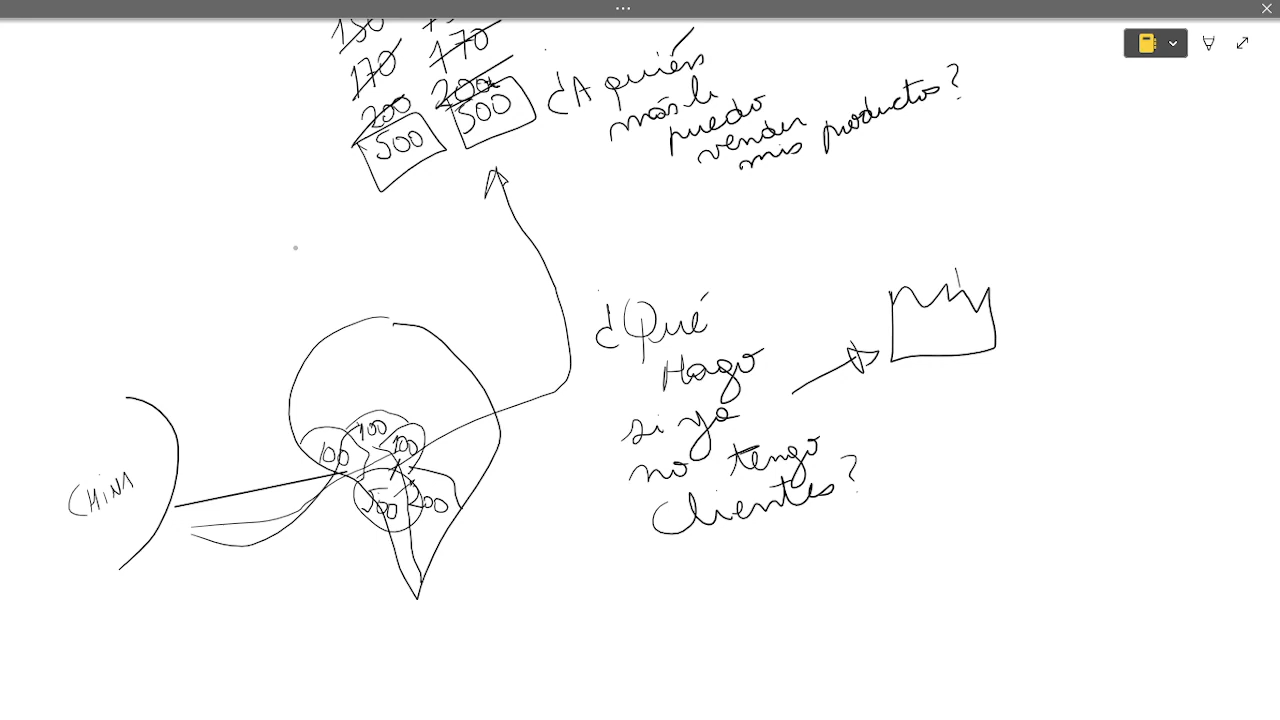 170 170
200 200
500 500
¿A quién
más le
puedo
vender
mis productos?
¿Qué
Hago
si ya
no tengo
clientes?
100
100 100
500 200
CHINA